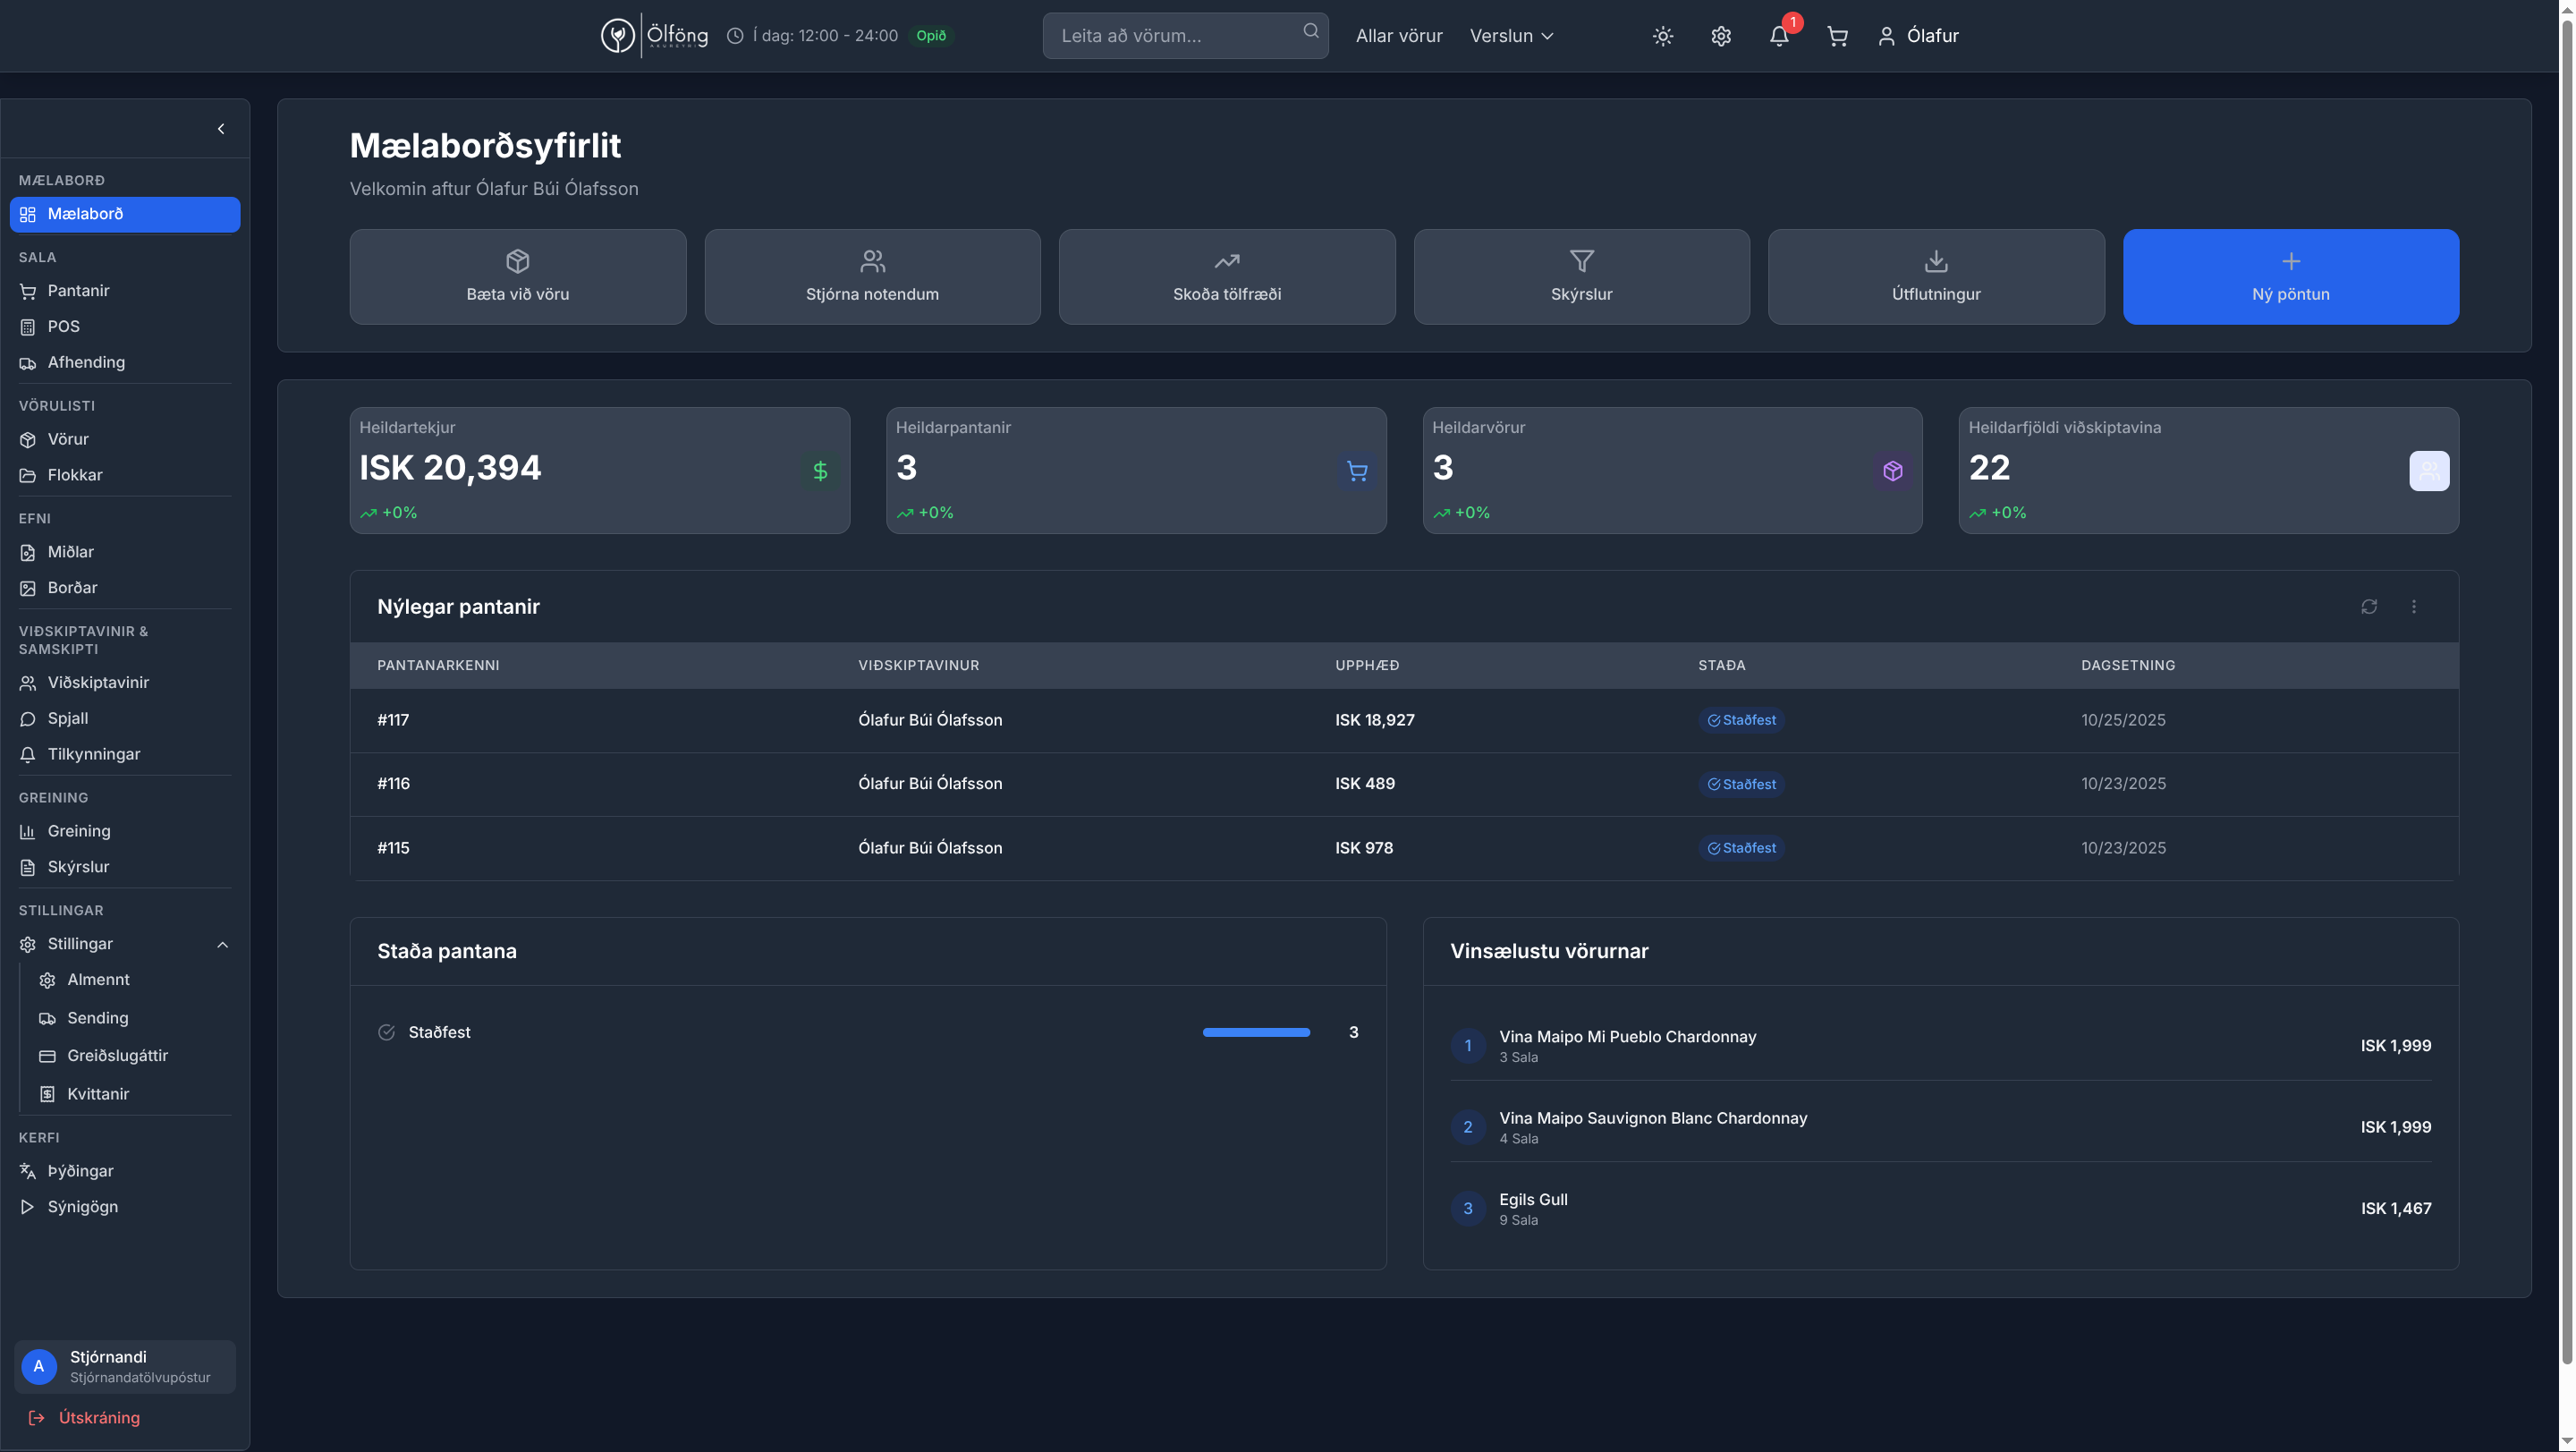 Ölföng
AKUREYRI
Í dag: 12:00 - 24:00 Opið
Leita að vörum...
Allar vörur
Verslun
1
Ólafur
MÆLABORÐ
Mælaborð
SALA
Pantanir
POS
Afhending
VÖRULISTI
Vörur
Flokkar
EFNI
Miðlar
Borðar
VIÐSKIPTAVINIR &
SAMSKIPTI
Viðskiptavinir
Spjall
Tilkynningar
GREINING
Greining
Skýrslur
STILLINGAR
Stillingar
Almennt
Sending
Greiðslugáttir
Kvittanir
KERFI
Þýðingar
Sýnigögn
A
Stjórnandi
Stjórnandatölvupóstur
Útskráning
Mælaborðsyfirlit
Velkomin aftur Ólafur Búi Ólafsson
Bæta við vöru
Stjórna notendum
Skoða tölfræði
Skýrslur
Útflutningur
Ný pöntun
Heildartekjur
ISK 20,394
+0%
Heildarpantanir
3
+0%
Heildarvörur
3
+0%
Heildarfjöldi viðskiptavina
22
+0%
Nýlegar pantanir
PANTANARKENNI VIÐSKIPTAVINUR UPPHÆÐ STAÐA DAGSETNING
#117 Ólafur Búi Ólafsson ISK 18,927 Staðfest 10/25/2025
#116 Ólafur Búi Ólafsson ISK 489 Staðfest 10/23/2025
#115 Ólafur Búi Ólafsson ISK 978 Staðfest 10/23/2025
Staða pantana
Staðfest 3
Vinsælustu vörurnar
1 Vina Maipo Mi Pueblo Chardonnay ISK 1,999
3 Sala
2 Vina Maipo Sauvignon Blanc Chardonnay ISK 1,999
4 Sala
3 Egils Gull ISK 1,467
9 Sala